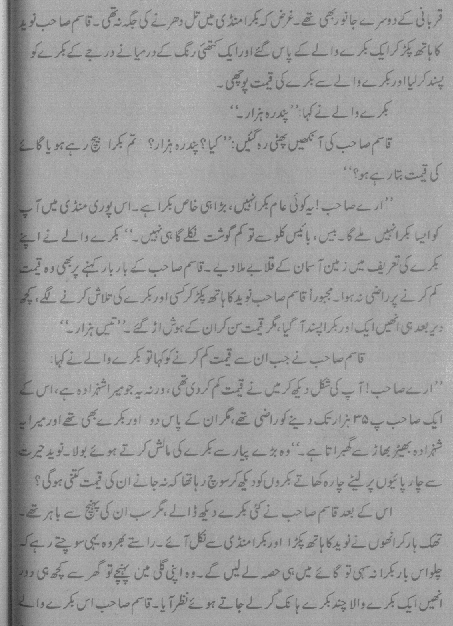 قربانی کے دوسرے جانور بھی تھے۔ غرض کہ بکرا منڈی میں تل دھرنے کی جگہ نہ تھی۔ قاسم صاحب نوید
کا ہاتھ پکڑ کر ایک بکرے والے کے پاس گئے اور ایک کتھئی رنگ کے درمیانے درجے کے بکرے کو
پسند کر لیا اور بکرے والے سے بکرے کی قیمت پوچھی۔
بکرے والے نے کہا: ’’پندرہ ہزار۔‘‘
قاسم صاحب کی آنکھیں پھٹی رہ گئیں: ’’کیا؟ پندرہ ہزار؟ تم بکرا بیچ رہے ہو یا گائے
کی قیمت بتا رہے ہو؟‘‘
’’ارے صاحب! یہ کوئی عام بکرا نہیں، بڑا ہی خاص بکرا ہے۔ اس پوری منڈی میں آپ
کو ایسا بکرا نہیں ملے گا۔ بیس، بائیس کلو سے تو کم گوشت نکلے گا ہی نہیں۔‘‘ بکرے والے نے اپنے
بکرے کی تعریف میں زمین آسمان کے قلابے ملا دیے۔ قاسم صاحب کے بار بار کہنے پر بھی وہ قیمت
کم کرنے پر راضی نہ ہوا۔ مجبوراً قاسم صاحب نوید کا ہاتھ پکڑ کر کسی اور بکرے کی تلاش کرنے لگے، کچھ
دیر بعد ہی انھیں ایک اور بکرا پسند آ گیا، مگر قیمت سن کر ان کے ہوش اڑ گئے۔ ’’تیس ہزار۔‘‘
قاسم صاحب نے جب ان سے قیمت کم کرنے کو کہا تو بکرے والے نے کہا:
’’ارے صاحب! آپ کی شکل دیکھ کر میں نے قیمت کم کر دی تھی، ورنہ یہ جو میرا شہزادہ ہے، اس کے
ایک صاحب پ ۳۵ ہزار تک دینے کو راضی تھے، مگر ان کے پاس دو اور بکرے بھی تھے اور میرا یہ
شہزادہ بھیڑ بھاڑ سے گھبراتا ہے۔‘‘ وہ بڑے پیار سے بکرے کی مالش کرتے ہوئے بولا۔ نوید حیرت
سے چارپائیوں پر لیٹے چارہ کھاتے بکروں کو دیکھ کر سوچ رہا تھا کہ نہ جانے ان کی قیمت کتنی ہو گی؟
اس کے بعد قاسم صاحب نے کئی بکرے دیکھ ڈالے، مگر سب ان کی پہنچ سے باہر تھے۔
تھک ہار کر انھوں نے نوید کا ہاتھ پکڑا اور بکرا منڈی سے نکل آئے۔ راستے بھر وہ یہی سوچتے رہے کہ
چلو اس بار بکرا نہ سہی تو گائے میں ہی حصہ لے لیں گے۔ وہ اپنی گلی میں پہنچے تو گھر سے کچھ ہی دور
انھیں ایک بکرے والا چند بکرے ہانک کر لے جاتے ہوئے نظر آیا۔ قاسم صاحب اس بکرے والے